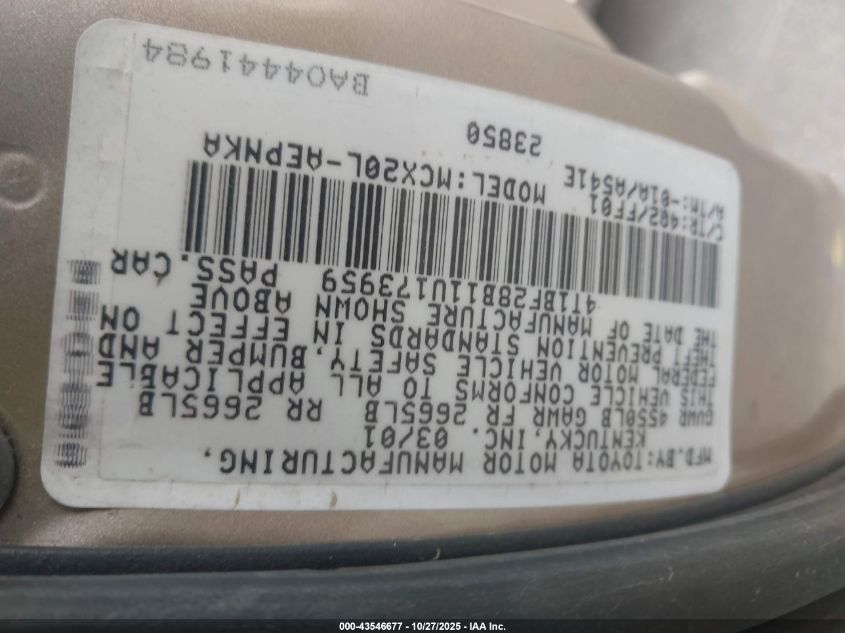 MFD.BY:TOYOTA MOTOR MANUFACTURING,
KENTUCKY,INC. 03/01
GVWR 4550LB GAWR FR 2665LB RR 2665LB
THIS VEHICLE CONFORMS TO ALL APPLICABLE
FEDERAL MOTOR VEHICLE SAFETY,BUMPER AND
THEFT PREVENTION STANDARDS IN EFFECT ON
THE DATE OF MANUFACTURE SHOWN ABOVE
4T1BF28B11U173959 PASS.CAR
C/TR:4Q2/FF01 MODEL:MCX20L-AEPNKA
A/TM:-01A/A541E
23850
BA04441984
000-43546677 - 10/27/2025 - IAA Inc.